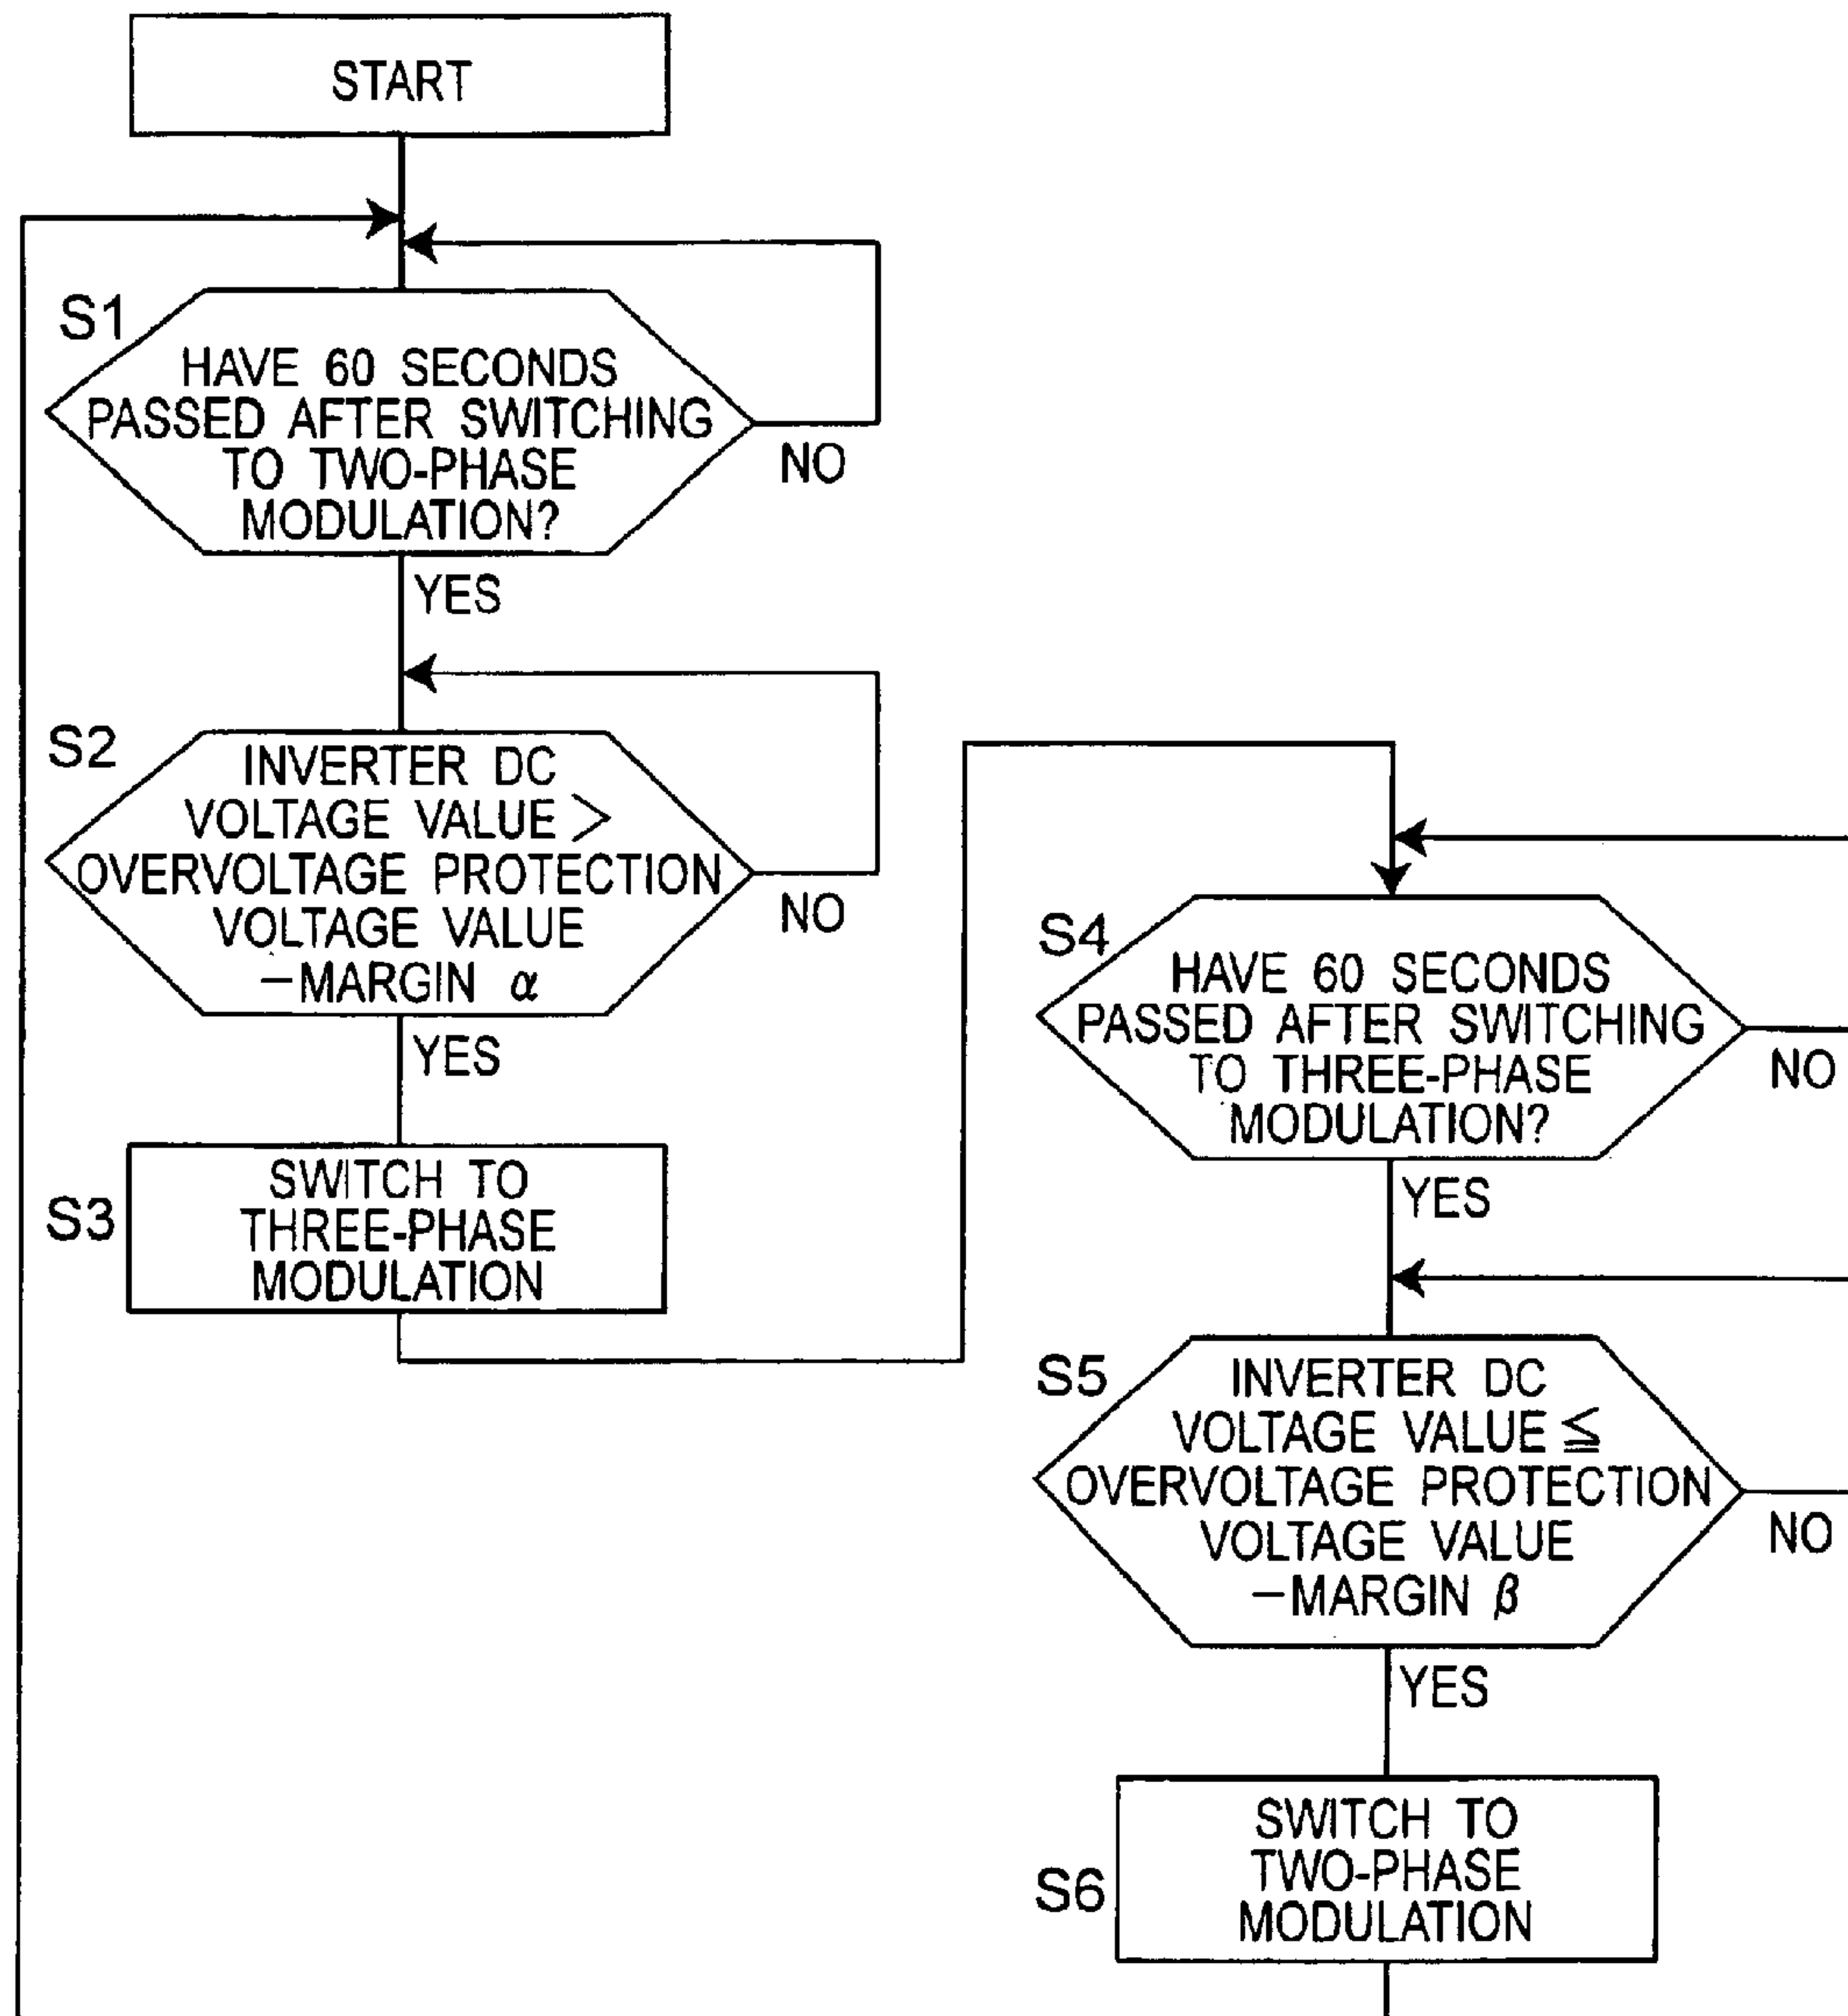 START
S1
HAVE 60 SECONDS
PASSED AFTER SWITCHING
TO TWO-PHASE
MODULATION?
NO
YES
S2
INVERTER DC
VOLTAGE VALUE >
OVERVOLTAGE PROTECTION
VOLTAGE VALUE
−MARGIN α
NO
YES
S3
SWITCH TO
THREE-PHASE
MODULATION
S4
HAVE 60 SECONDS
PASSED AFTER SWITCHING
TO THREE-PHASE
MODULATION?
NO
YES
S5
INVERTER DC
VOLTAGE VALUE ≦
OVERVOLTAGE PROTECTION
VOLTAGE VALUE
−MARGIN β
NO
YES
S6
SWITCH TO
TWO-PHASE
MODULATION